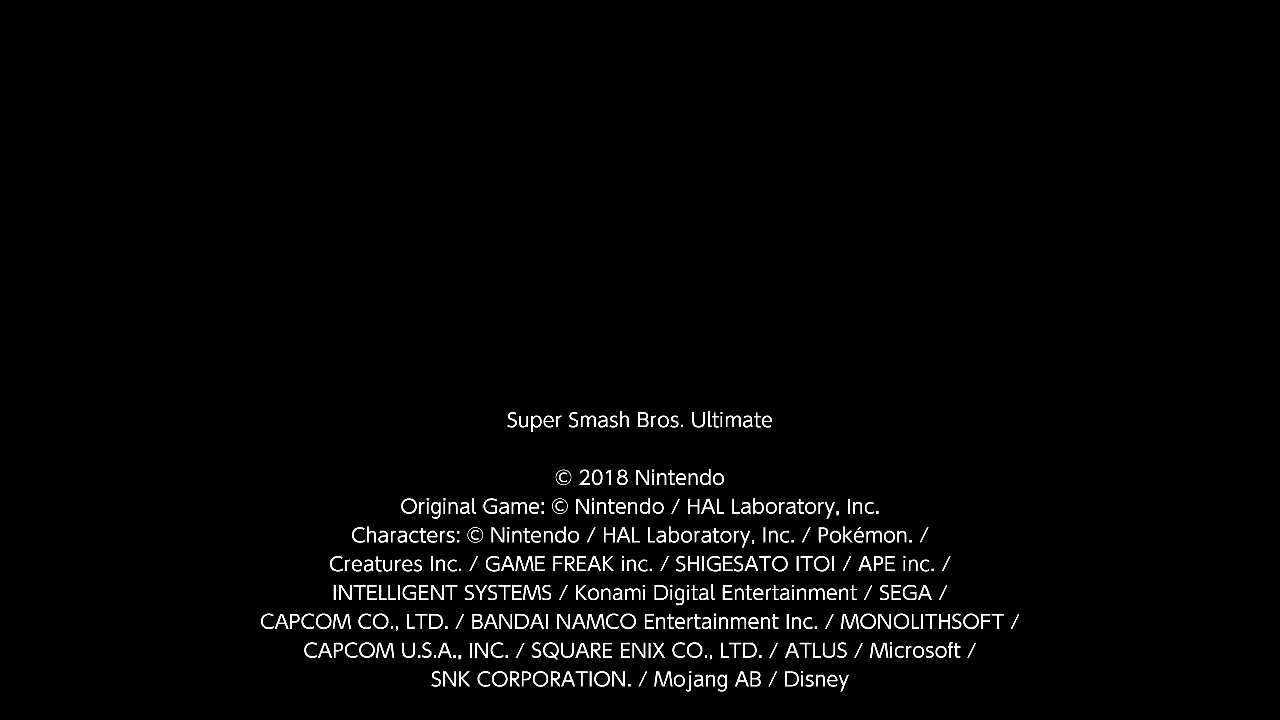 Super Smash Bros. Ultimate
© 2018 Nintendo
Original Game: © Nintendo / HAL Laboratory, Inc.
Characters: © Nintendo / HAL Laboratory, Inc. / Pokémon. /
Creatures Inc. / GAME FREAK inc. / SHIGESATO ITOI / APE inc. /
INTELLIGENT SYSTEMS / Konami Digital Entertainment / SEGA /
CAPCOM CO., LTD. / BANDAI NAMCO Entertainment Inc. / MONOLITHSOFT /
CAPCOM U.S.A., INC. / SQUARE ENIX CO., LTD. / ATLUS / Microsoft /
SNK CORPORATION. / Mojang AB / Disney